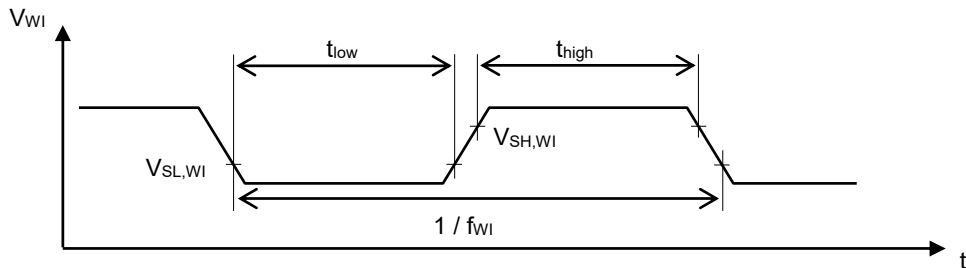 VWI
tlow
thigh
VSH,WI
VSL,WI
1 / fWI
t